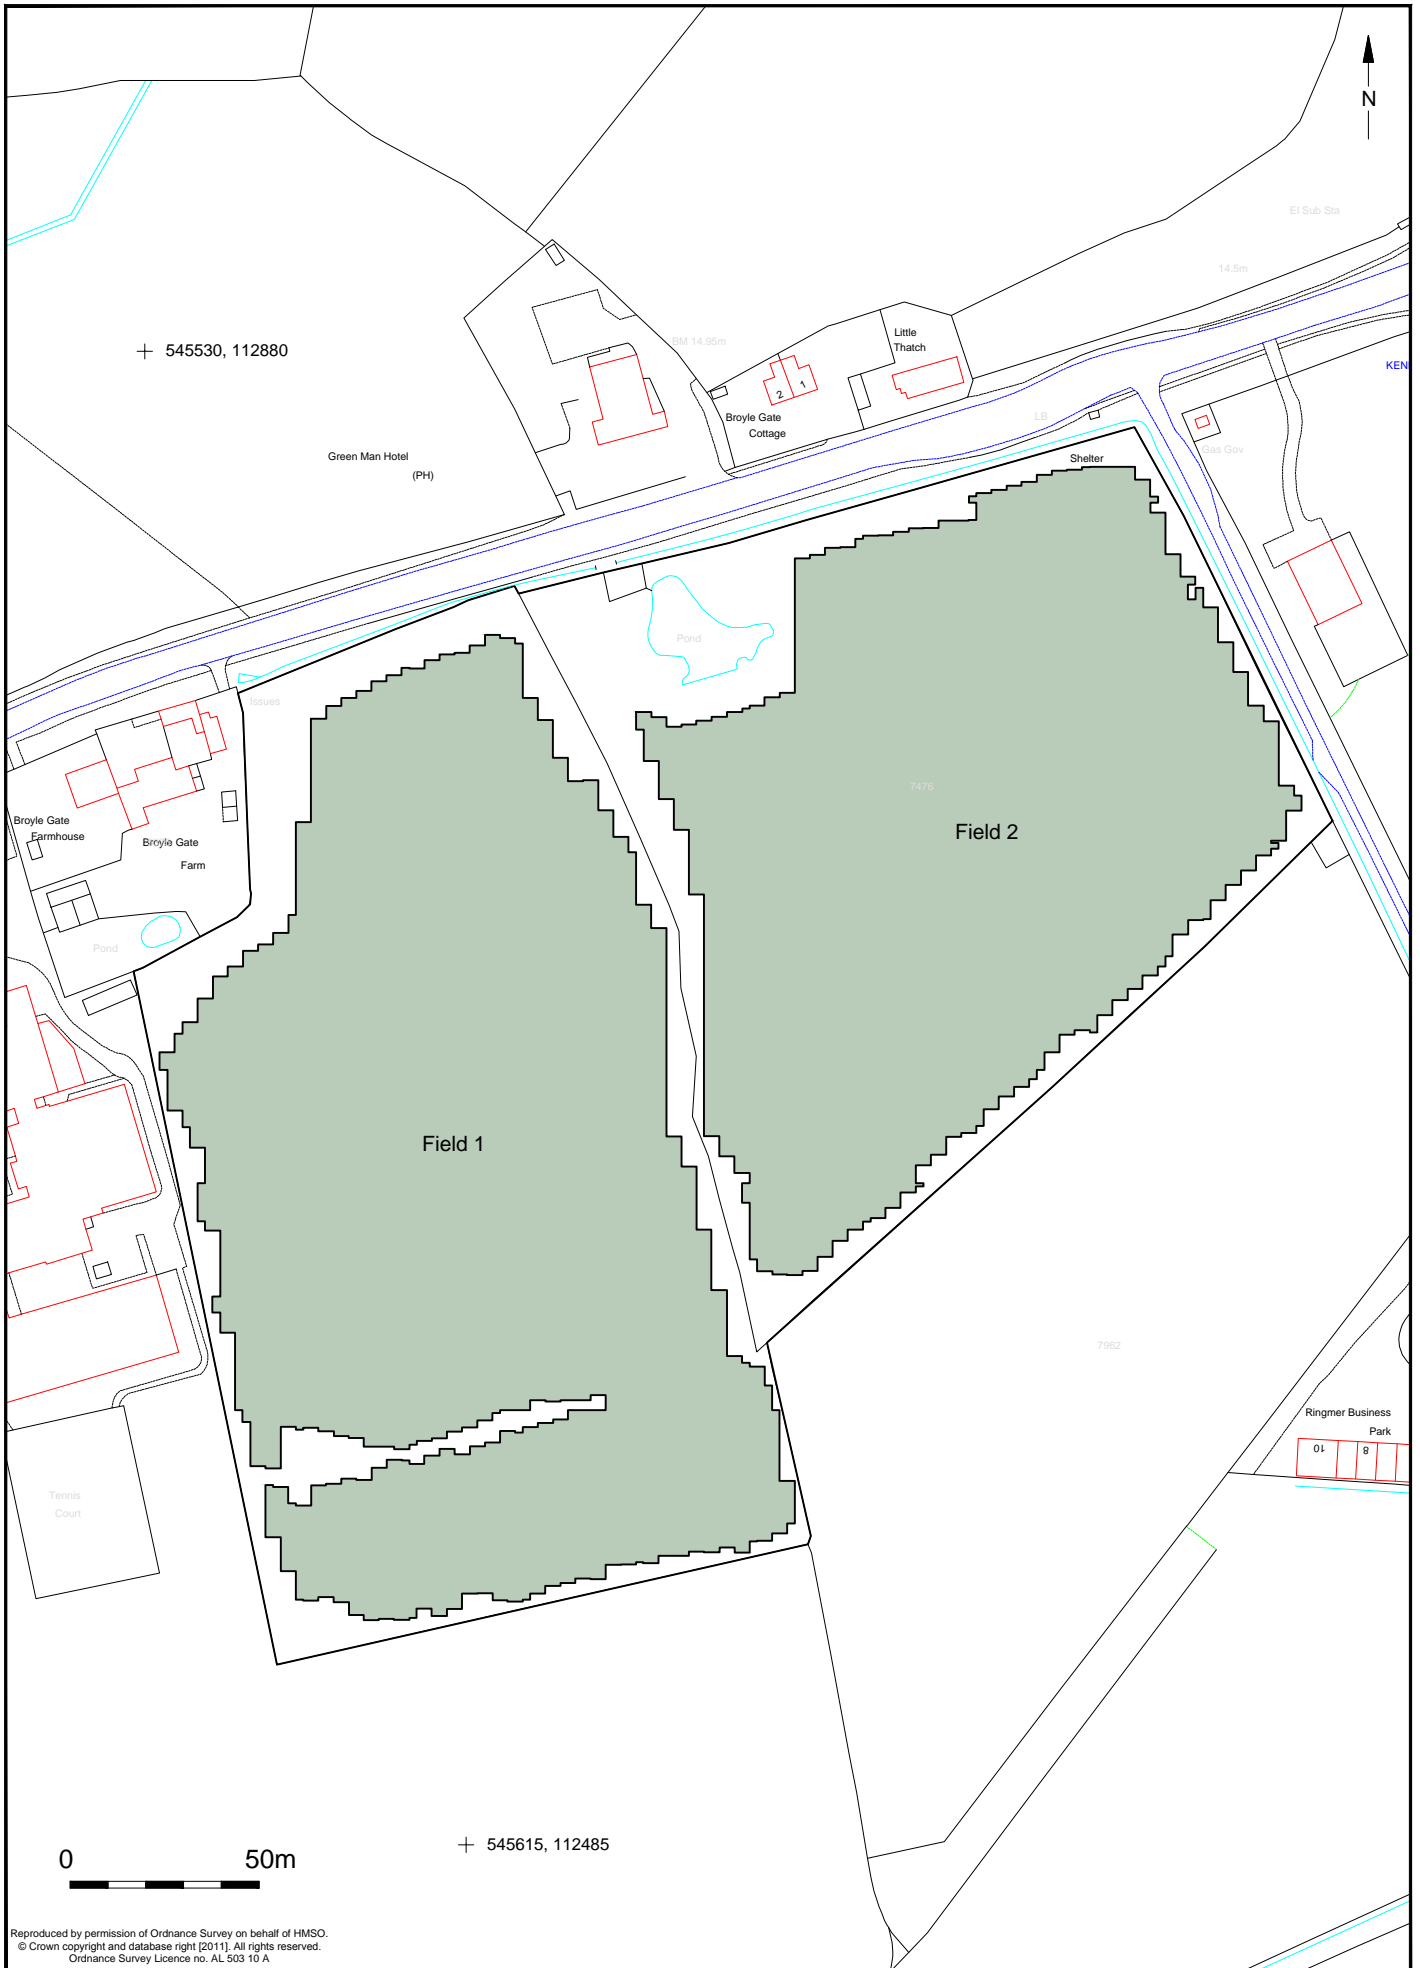 N
El Sub Sta
14.5m
545530, 112880
BM 14.95m
Little
Thatch
KEN
1
2
Broyle Gate
Cottage
LB
Gas Gov
Green Man Hotel
(PH)
Shelter
Pond
Issues
7476
Field 2
Broyle Gate
Farmhouse
Broyle Gate
Farm
Pond
Field 1
7962
Ringmer Business
Park
10
8
Tennis
Court
545615, 112485
0 50m
Reproduced by permission of Ordnance Survey on behalf of HMSO.
© Crown copyright and database right [2011]. All rights reserved.
Ordnance Survey Licence no. AL 503 10 A